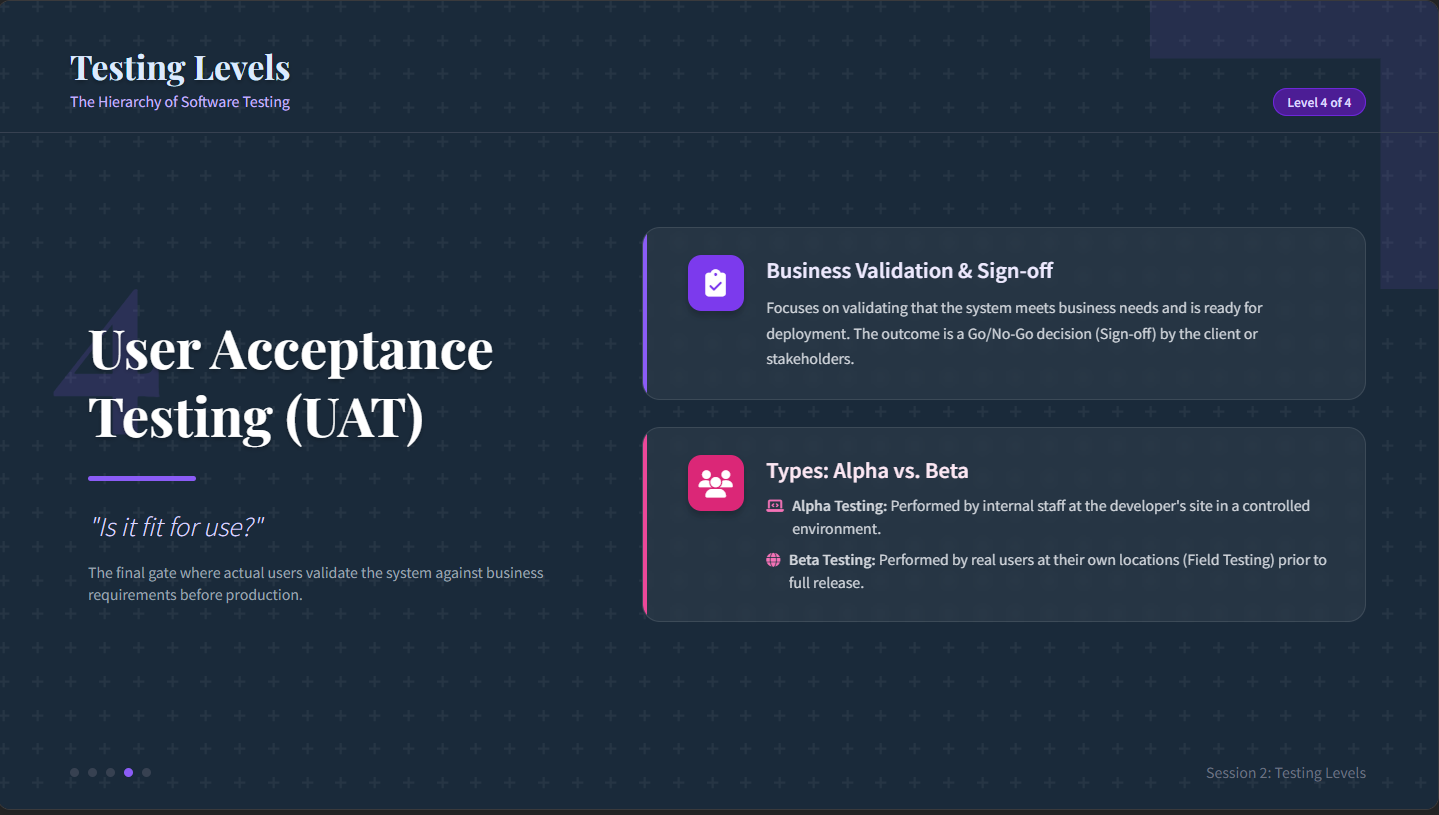 Testing Levels
The Hierarchy of Software Testing
Level 4 of 4
4
User Acceptance
Testing (UAT)
"Is it fit for use?"
The final gate where actual users validate the system against business
requirements before production.
Business Validation & Sign-off
Focuses on validating that the system meets business needs and is ready for
deployment. The outcome is a Go/No-Go decision (Sign-off) by the client or
stakeholders.
Types: Alpha vs. Beta
Alpha Testing: Performed by internal staff at the developer's site in a controlled
environment.
Beta Testing: Performed by real users at their own locations (Field Testing) prior to
full release.
Session 2: Testing Levels